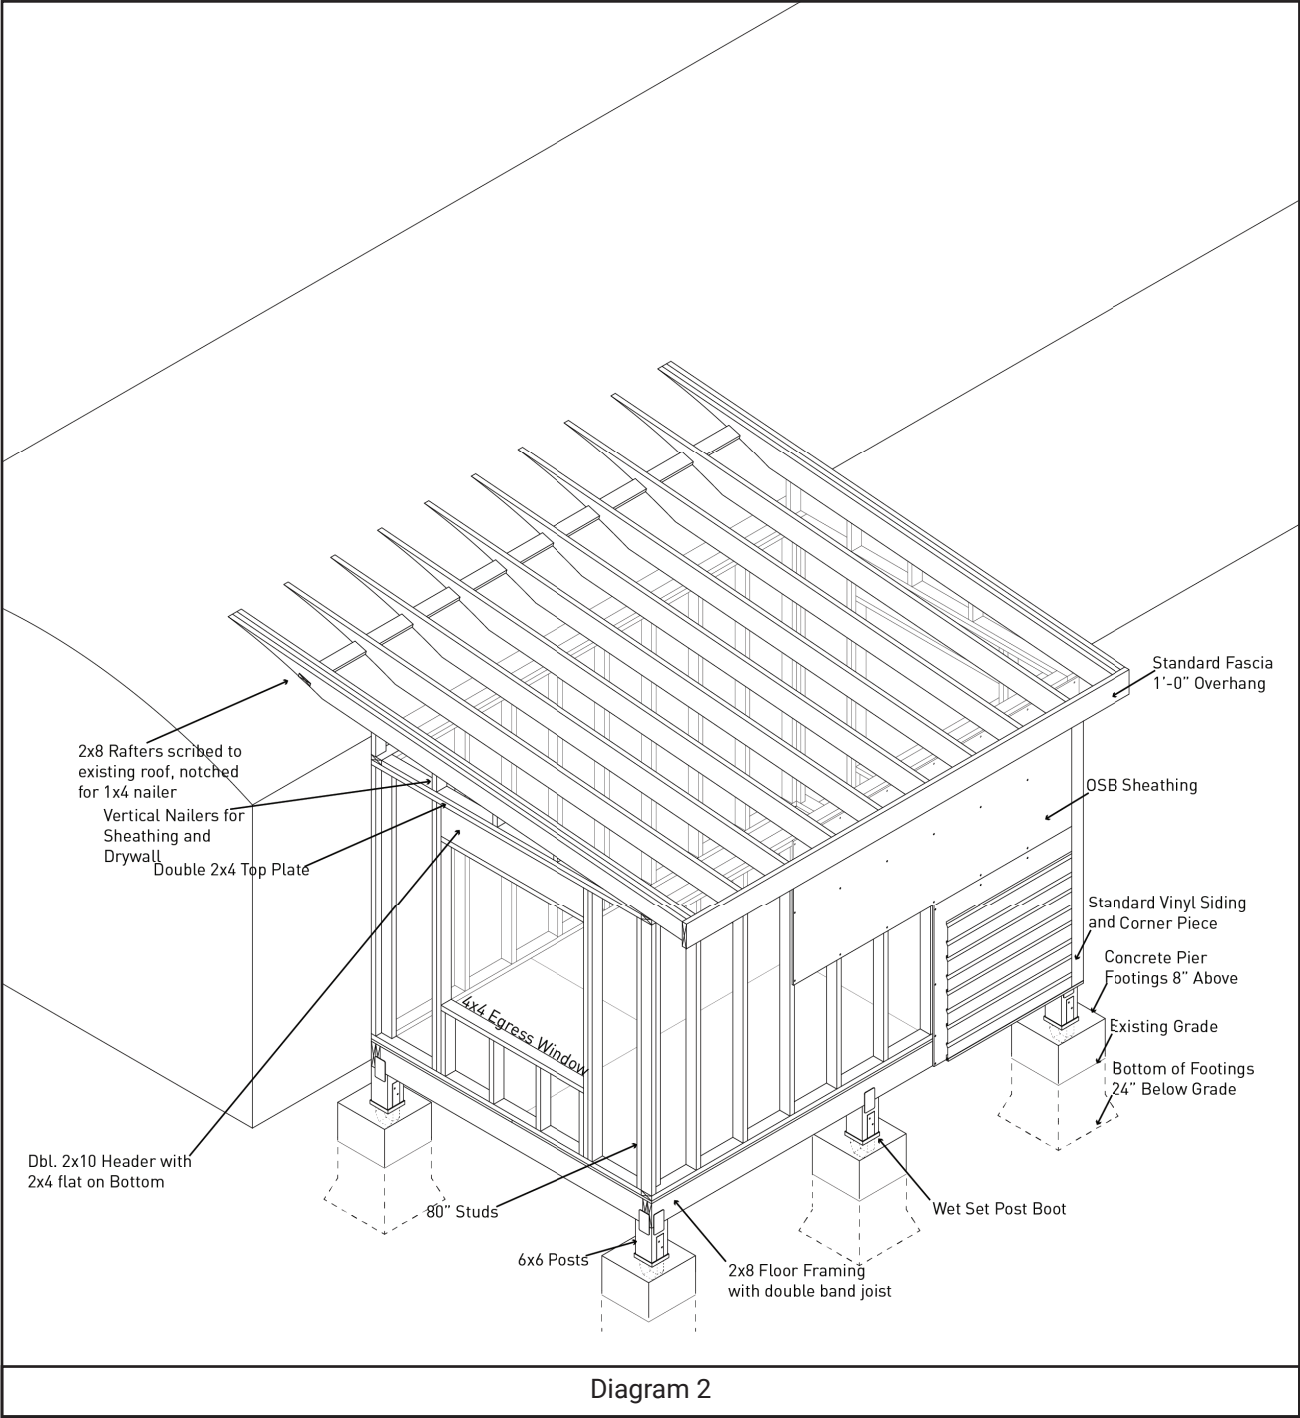 Standard Fascia
1'-0" Overhang
2x8 Rafters scribed to
existing roof, notched
for 1x4 nailer
Vertical Nailers for
Sheathing and
Drywall
Double 2x4 Top Plate
OSB Sheathing
Standard Vinyl Siding
and Corner Piece
Concrete Pier
Footings 8" Above
Existing Grade
Bottom of Footings
24" Below Grade
4x4 Egress Window
Dbl. 2x10 Header with
2x4 flat on Bottom
80" Studs
Wet Set Post Boot
6x6 Posts
2x8 Floor Framing
with double band joist
Diagram 2